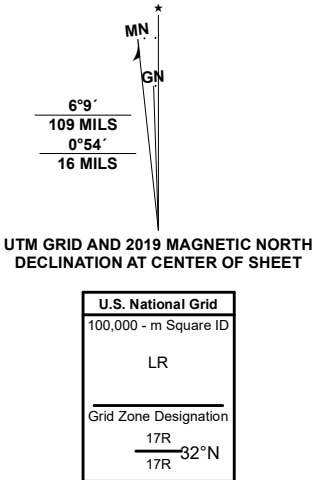 ★
MN
GN
6°9´
109 MILS
0°54´
16 MILS
UTM GRID AND 2019 MAGNETIC NORTH
DECLINATION AT CENTER OF SHEET
U.S. National Grid
100,000 - m Square ID
LR
Grid Zone Designation
17R
32°N
17R